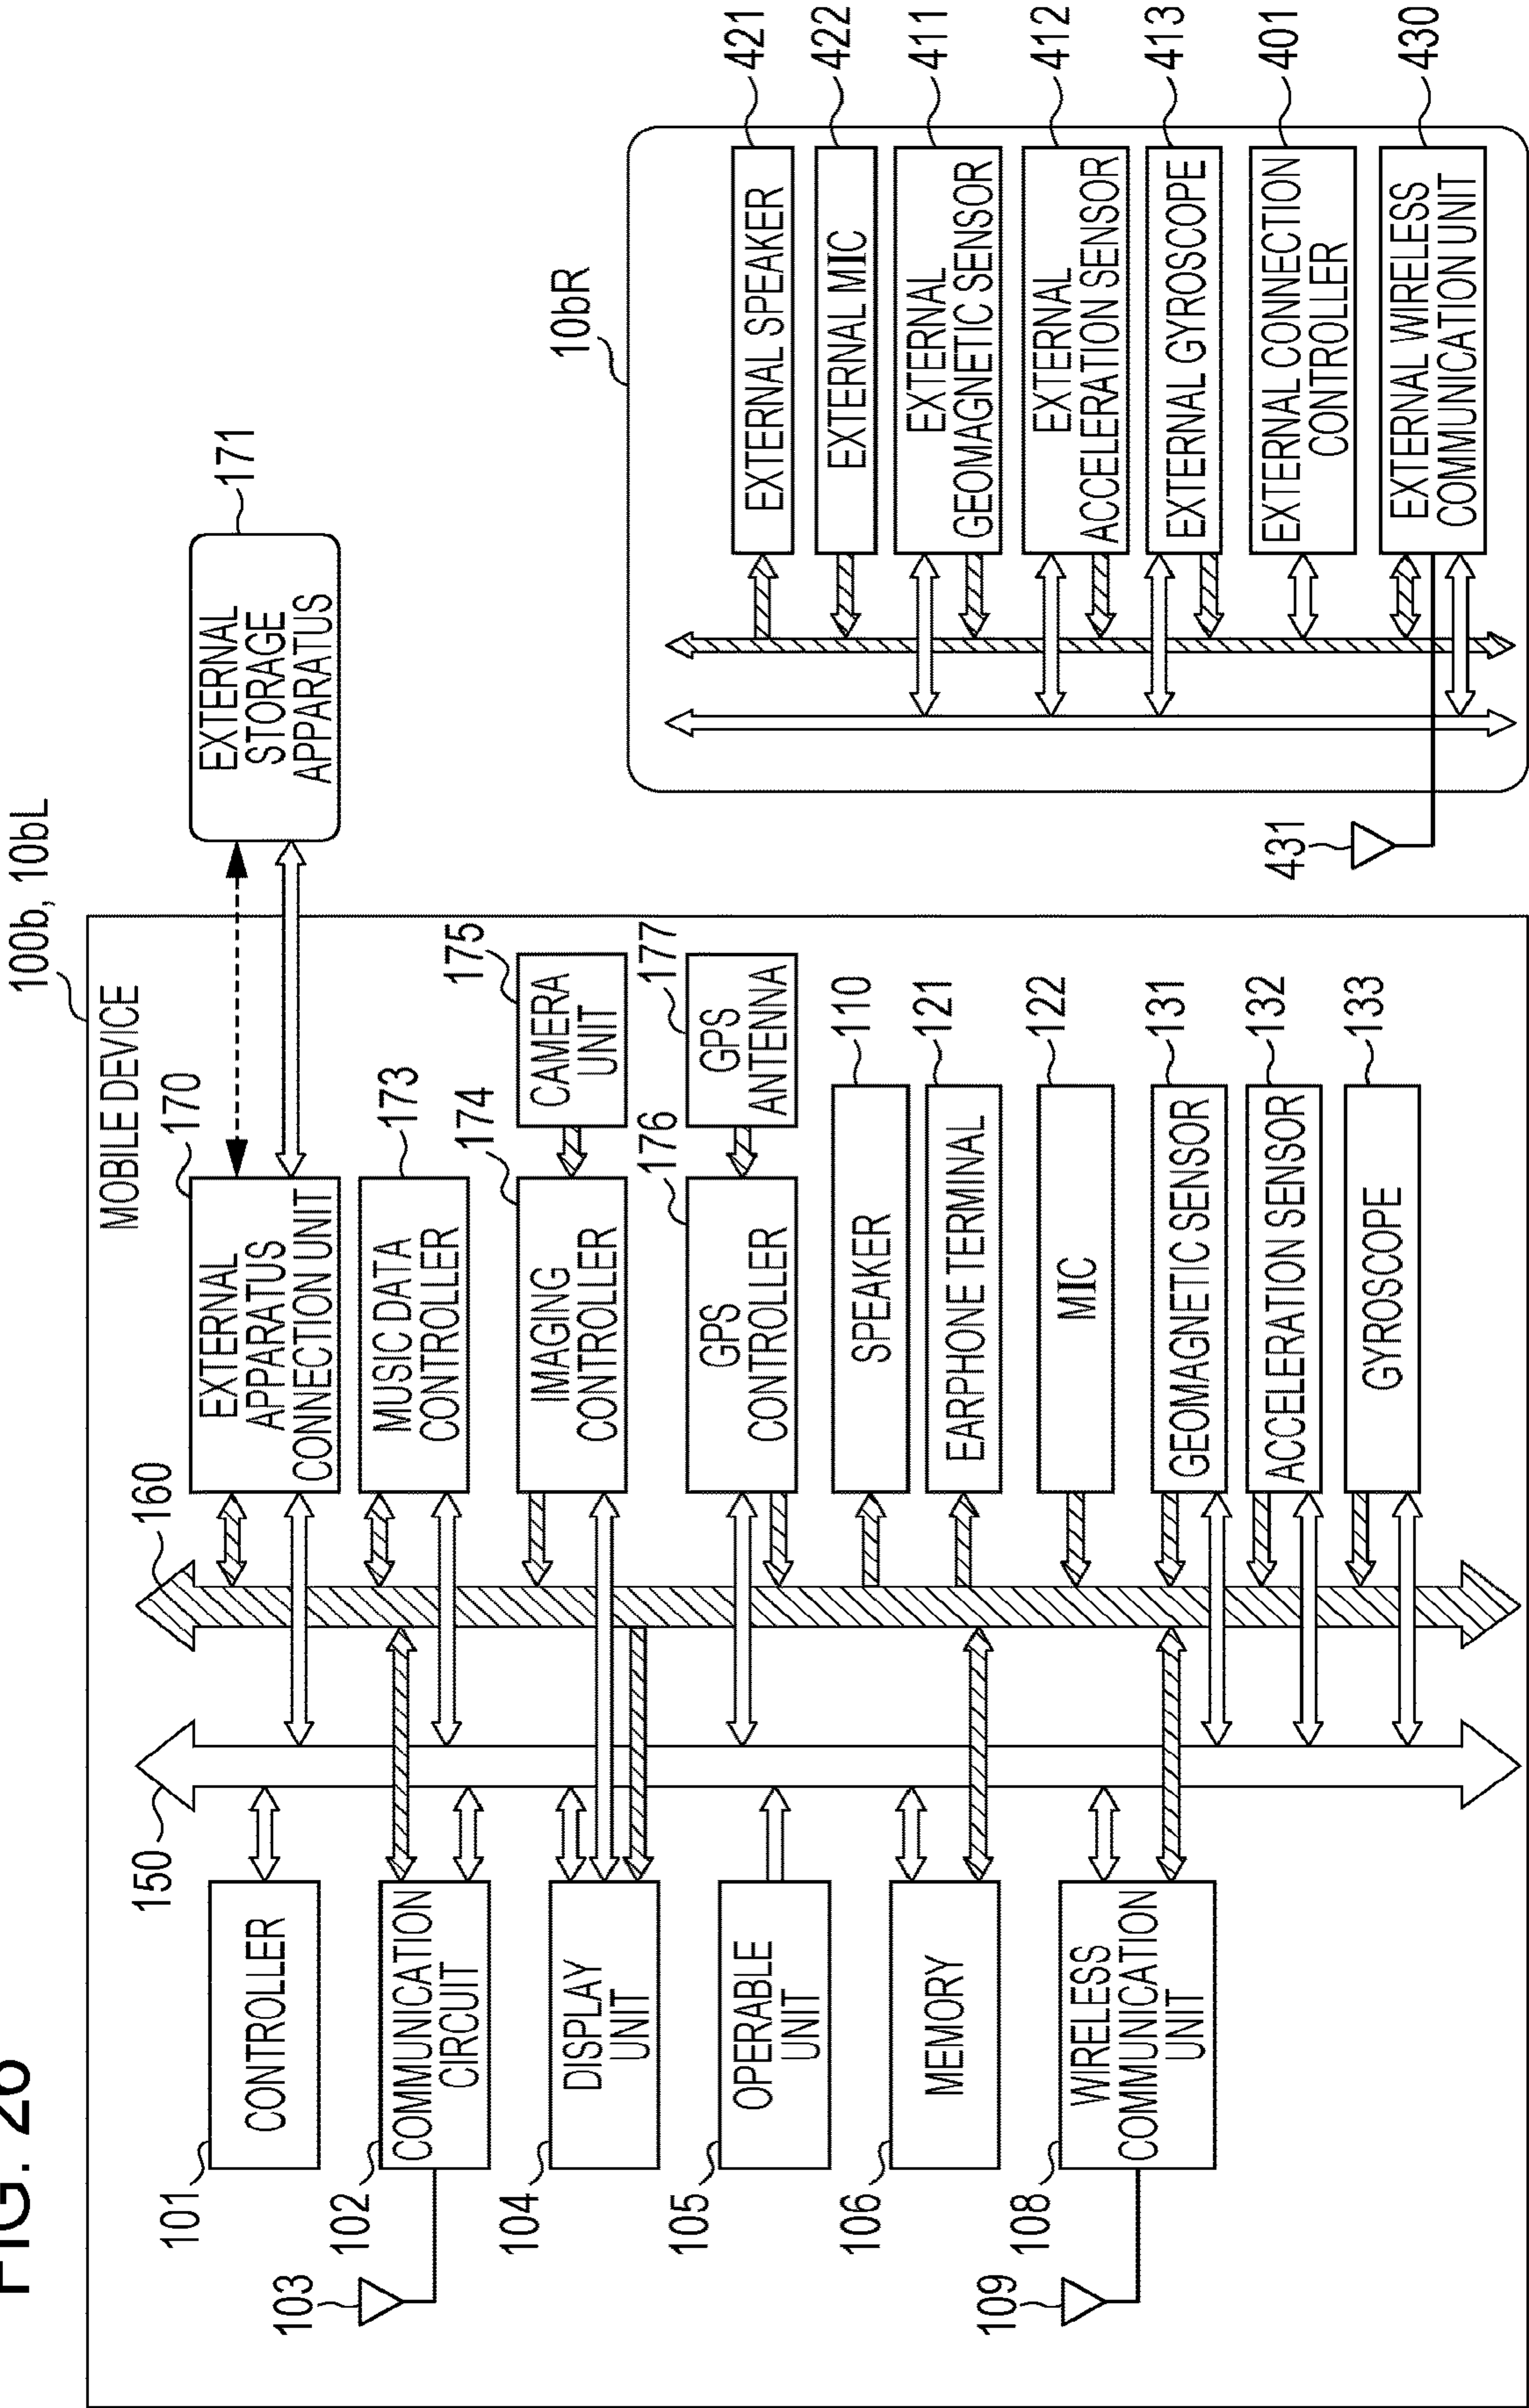 FIG. 26
100b, 10bL
MOBILE DEVICE
101
CONTROLLER
102
COMMUNICATION
CIRCUIT
103
104
DISPLAY
UNIT
105
OPERABLE
UNIT
106
MEMORY
108
WIRELESS
COMMUNICATION
UNIT
109
150
160
170
EXTERNAL
APPARATUS
CONNECTION UNIT
173
MUSIC DATA
CONTROLLER
174
IMAGING
CONTROLLER
175
CAMERA
UNIT
176
GPS
CONTROLLER
177
GPS
ANTENNA
110
SPEAKER
121
EARPHONE TERMINAL
122
MIC
131
GEOMAGNETIC SENSOR
132
ACCELERATION SENSOR
133
GYROSCOPE
171
EXTERNAL
STORAGE
APPARATUS
10bR
421
EXTERNAL SPEAKER
422
EXTERNAL MIC
411
EXTERNAL
GEOMAGNETIC SENSOR
412
EXTERNAL
ACCELERATION SENSOR
413
EXTERNAL GYROSCOPE
401
EXTERNAL CONNECTION
CONTROLLER
430
EXTERNAL WIRELESS
COMMUNICATION UNIT
431